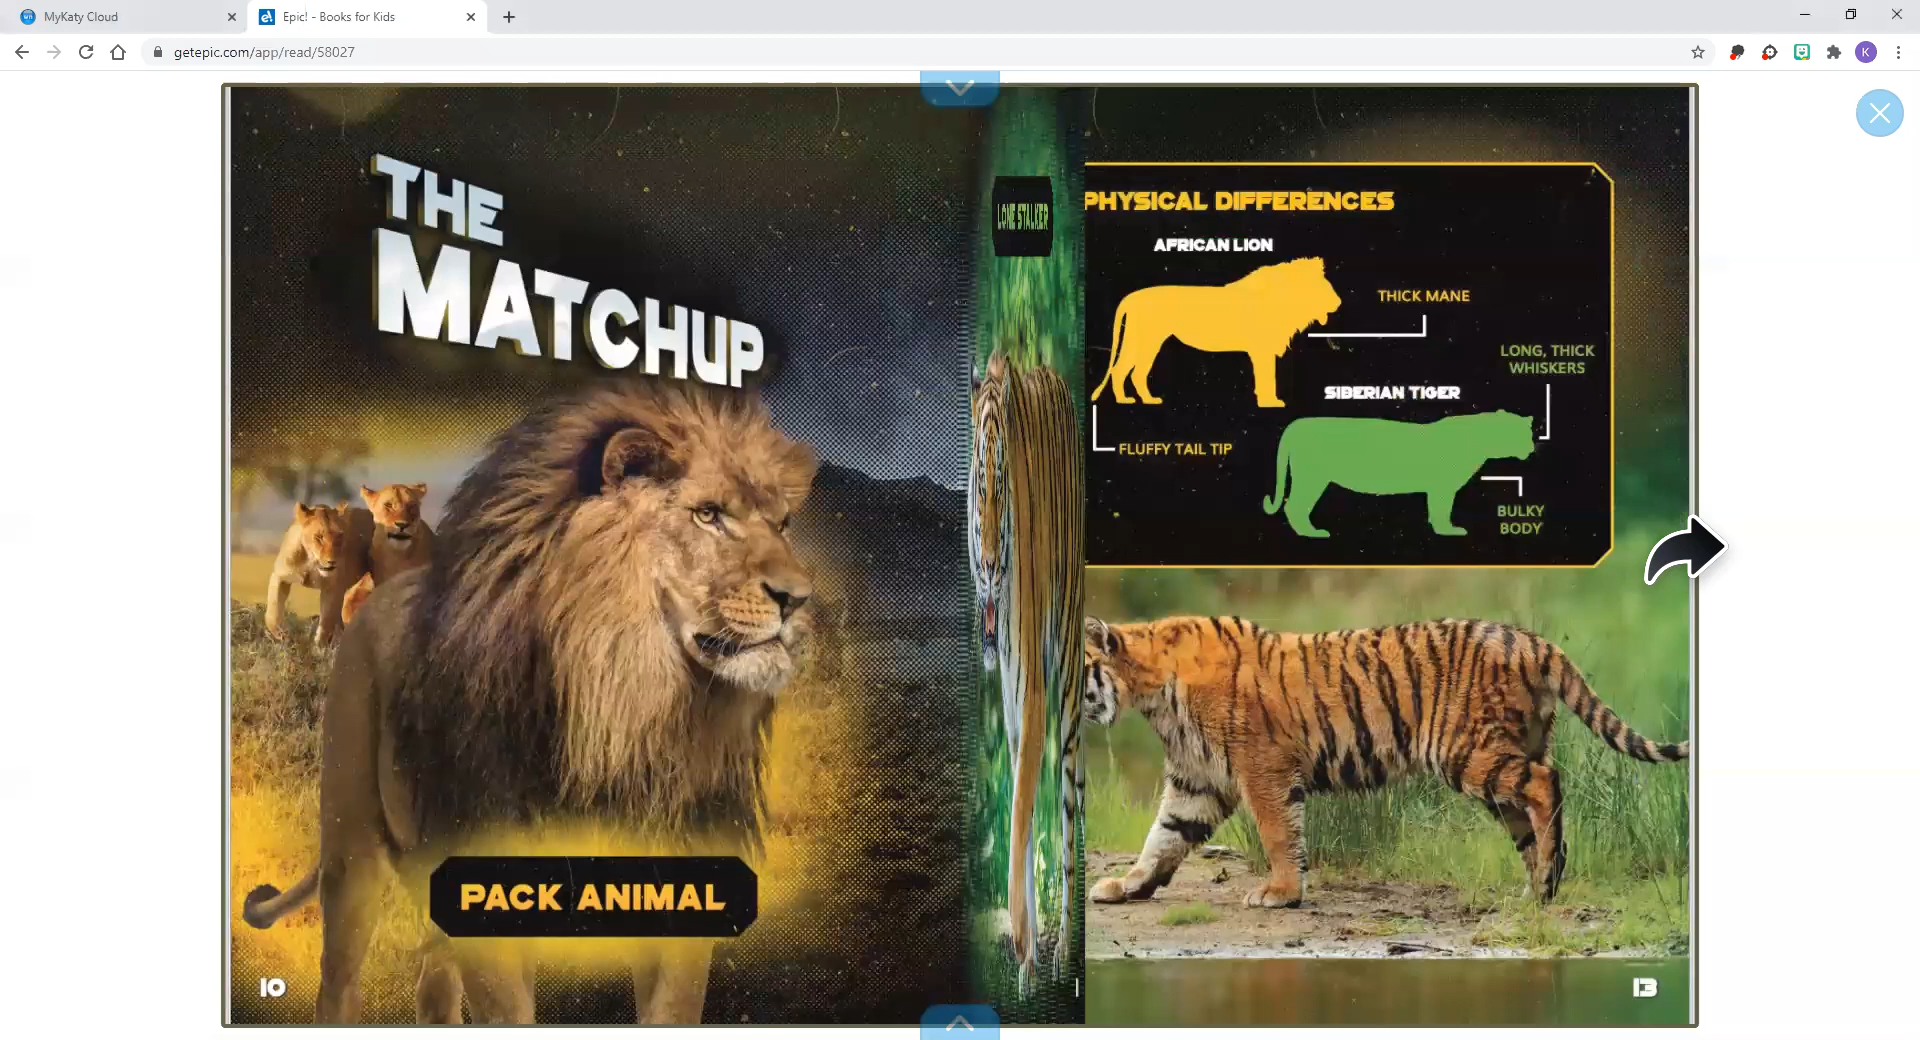 MyKaty Cloud
Epic! - Books for Kids
getepic.com/app/read/58027
K
THE
MATCHUP
PACK ANIMAL
10
LONE STALKER
PHYSICAL DIFFERENCES
AFRICAN LION
THICK MANE
LONG, THICK
WHISKERS
SIBERIAN TIGER
FLUFFY TAIL TIP
BULKY
BODY
13